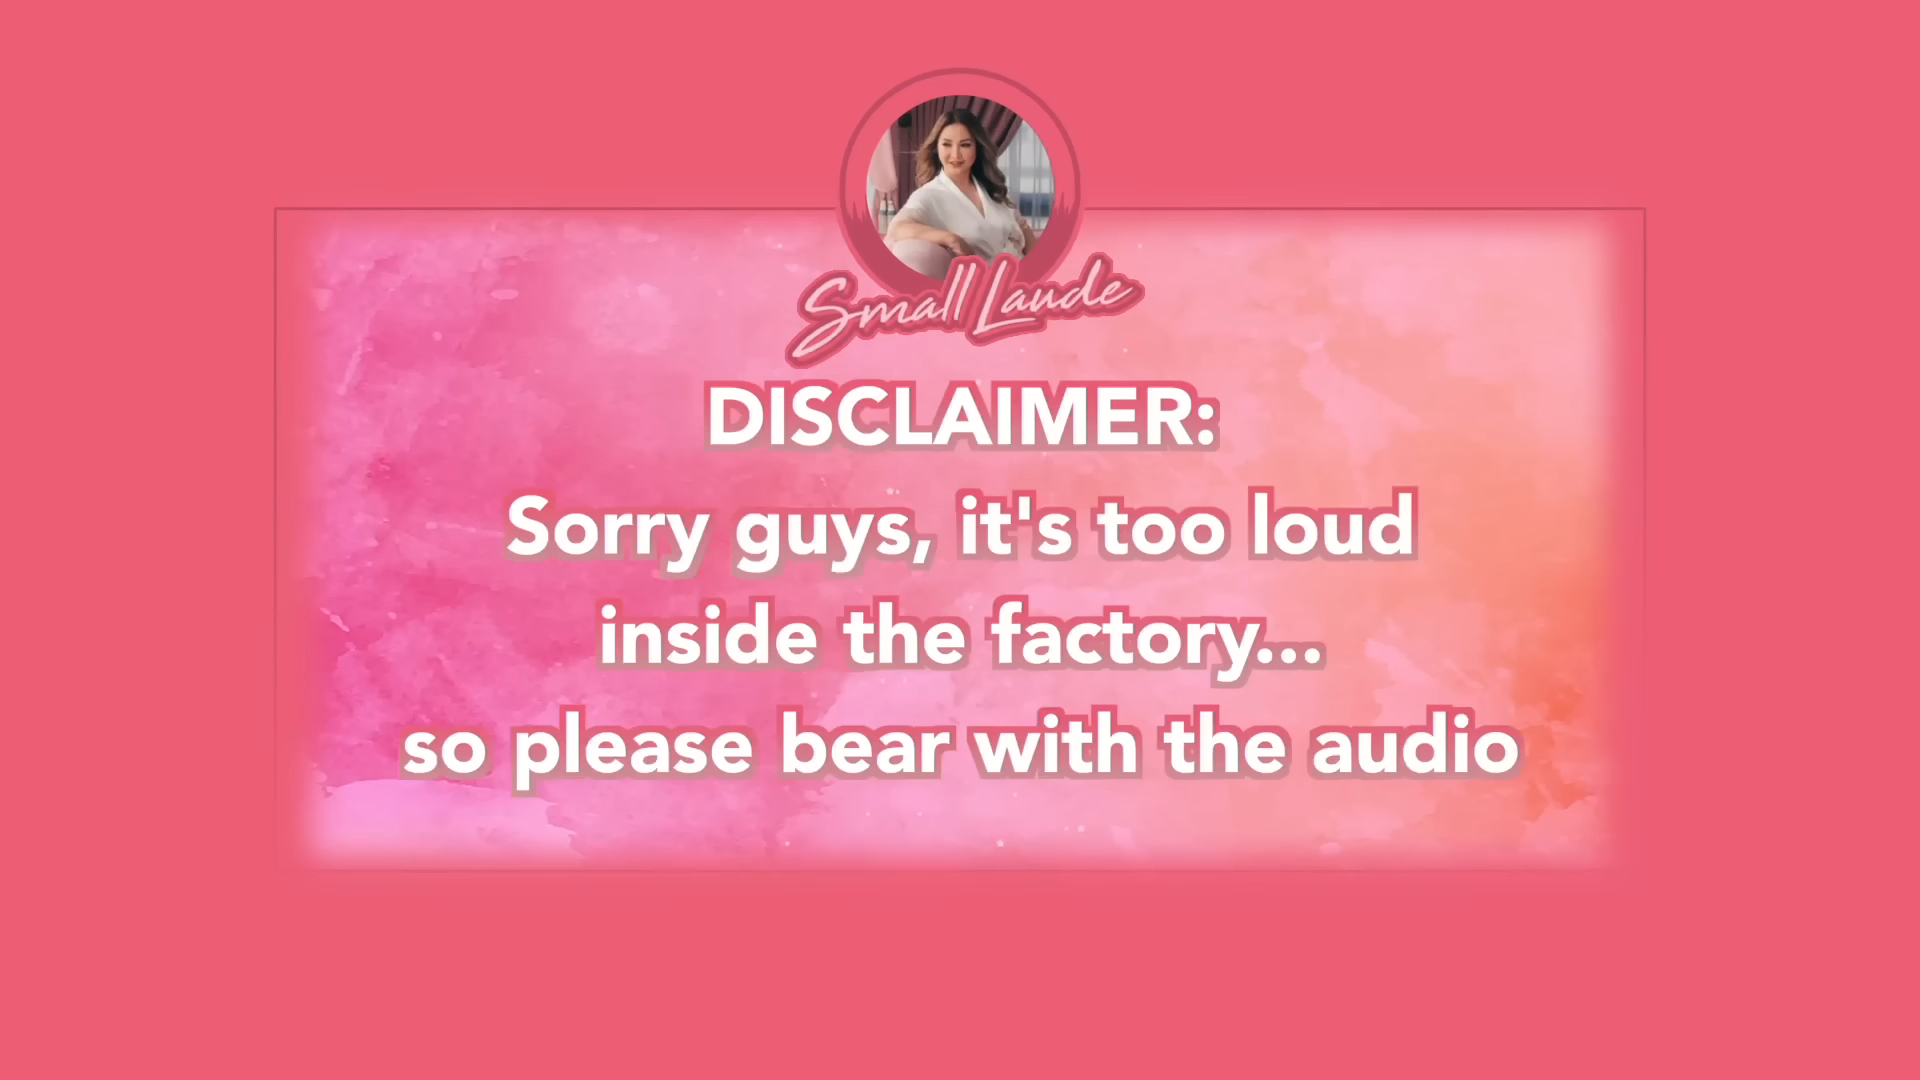 Small Laude
DISCLAIMER:
Sorry guys, it's too loud
inside the factory...
so please bear with the audio